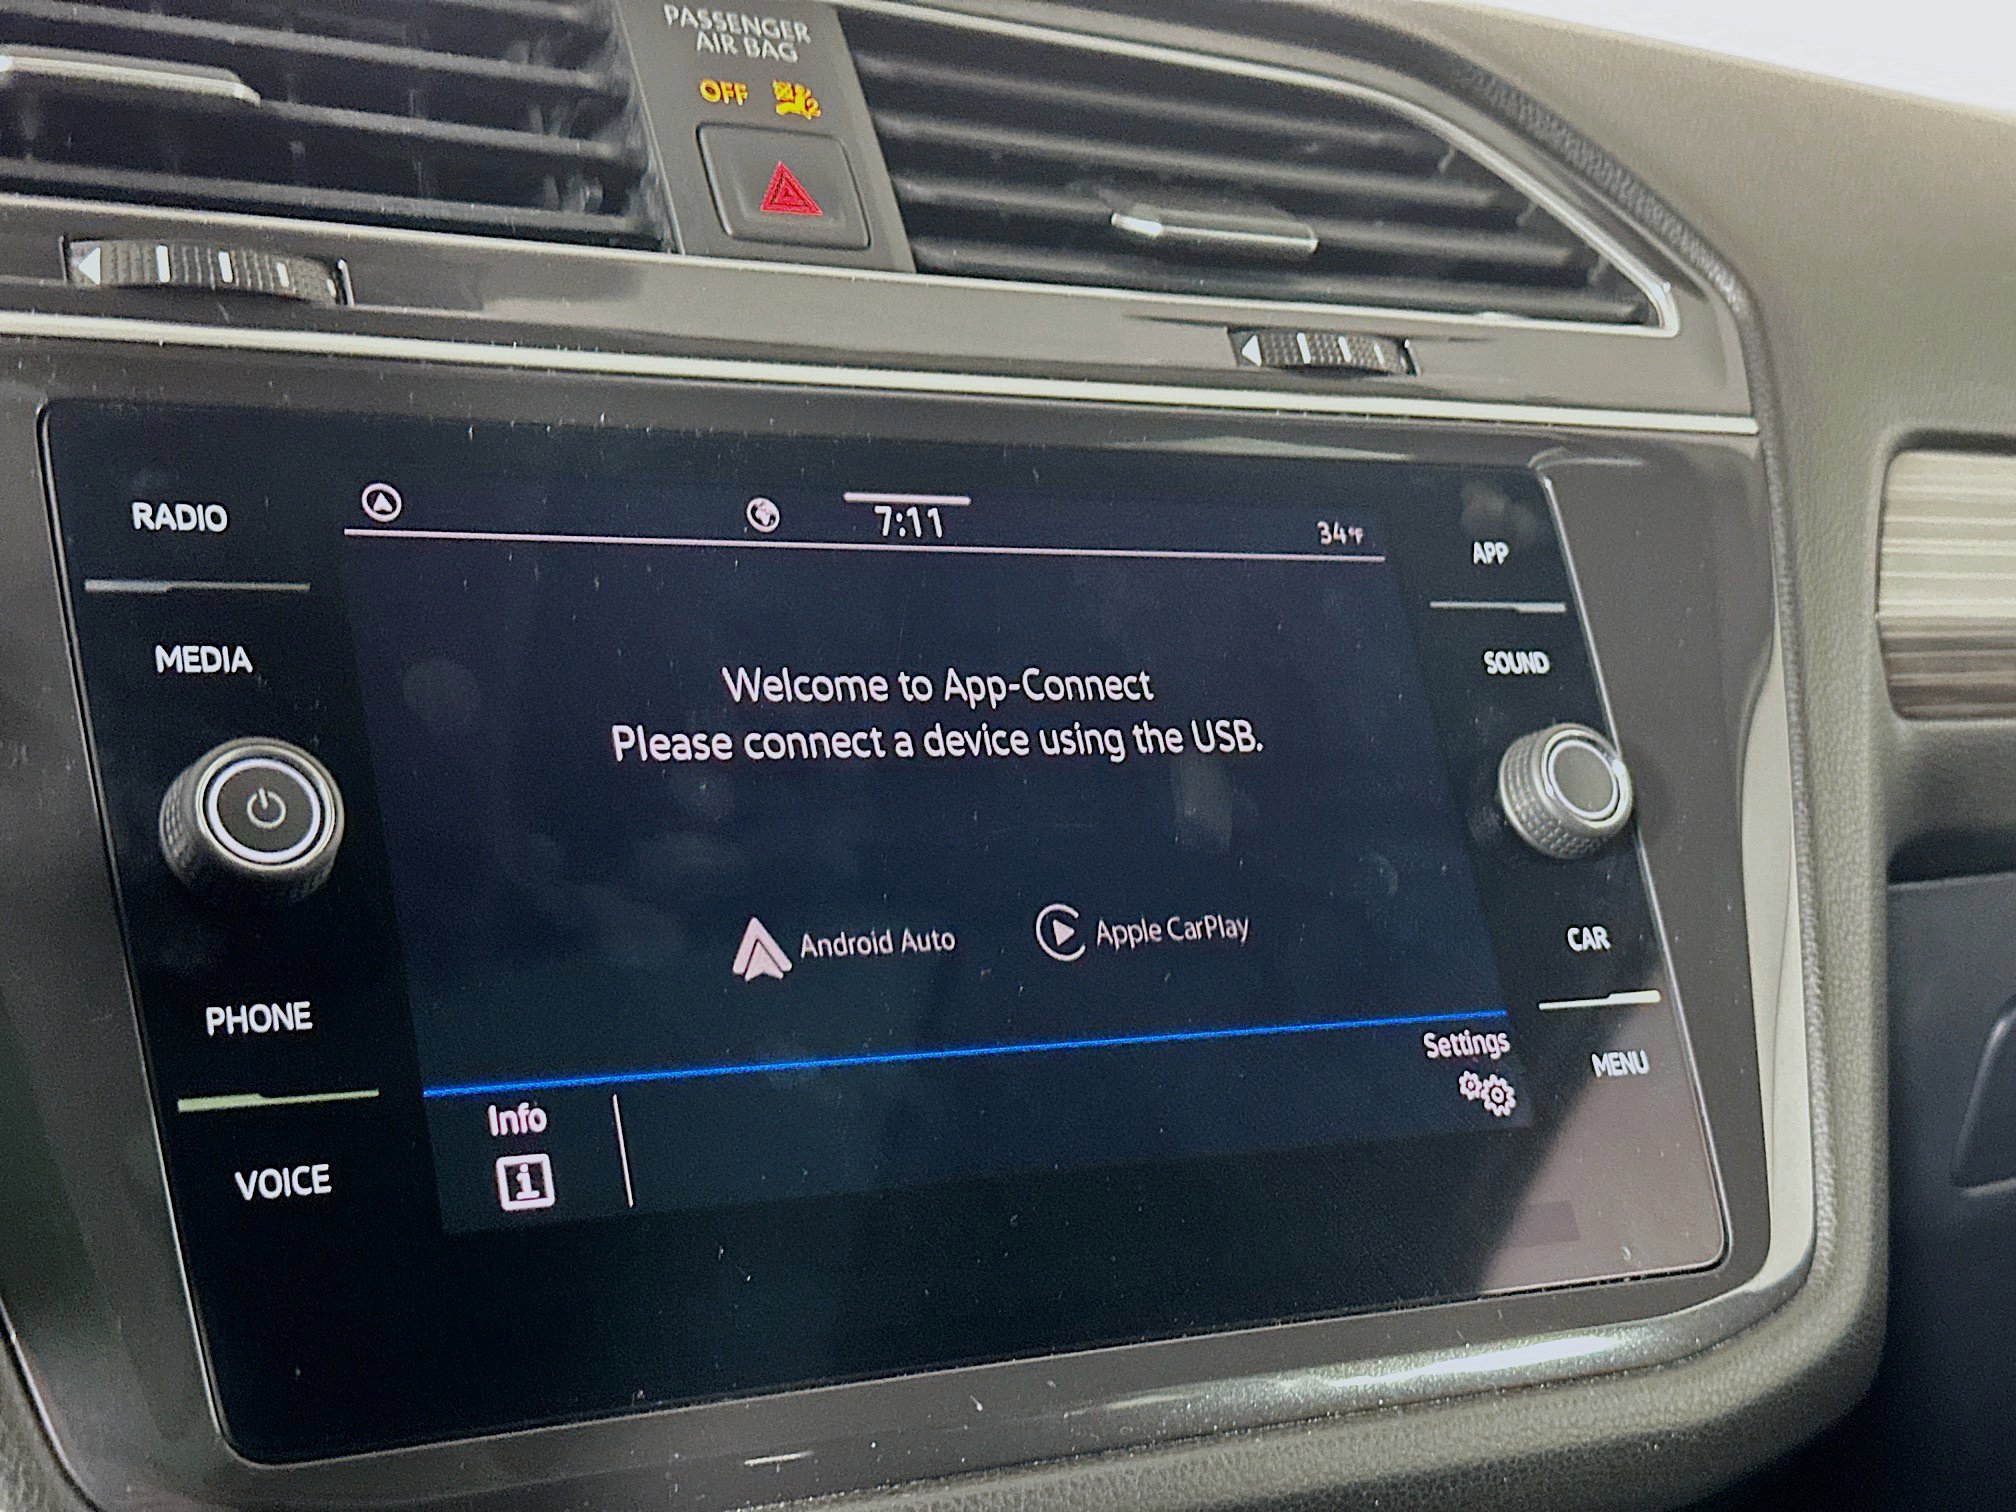 PASSENGER
AIR BAG
OFF
2
RADIO
MEDIA
PHONE
VOICE
7:11
34°F
Welcome to App-Connect
Please connect a device using the USB.
Android Auto
Apple CarPlay
Info
i
Settings
APP
SOUND
CAR
MENU